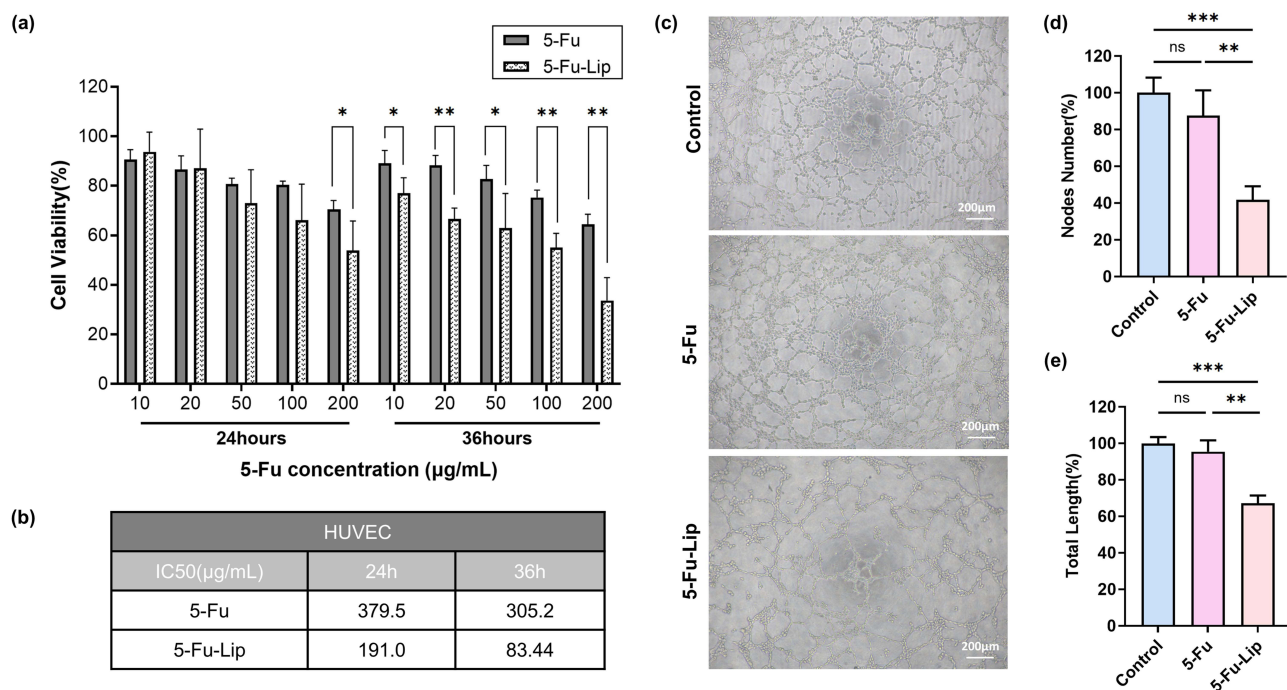 (a)
5-Fu
5-Fu-Lip
Cell Viability(%)
120
100
80
60
40
20
0
* * ** * ** **
10 20 50 100 200 10 20 50 100 200
24hours 36hours
5-Fu concentration (μg/mL)
(b)
HUVEC
IC50(μg/mL) 24h 36h
5-Fu 379.5 305.2
5-Fu-Lip 191.0 83.44
(c)
Control
200μm
5-Fu
200μm
5-Fu-Lip
200μm
(d)
***
ns **
Nodes Number(%)
120
100
80
60
40
20
0
Control 5-Fu 5-Fu-Lip
(e)
***
ns **
Total Length(%)
120
100
80
60
40
20
0
Control 5-Fu 5-Fu-Lip